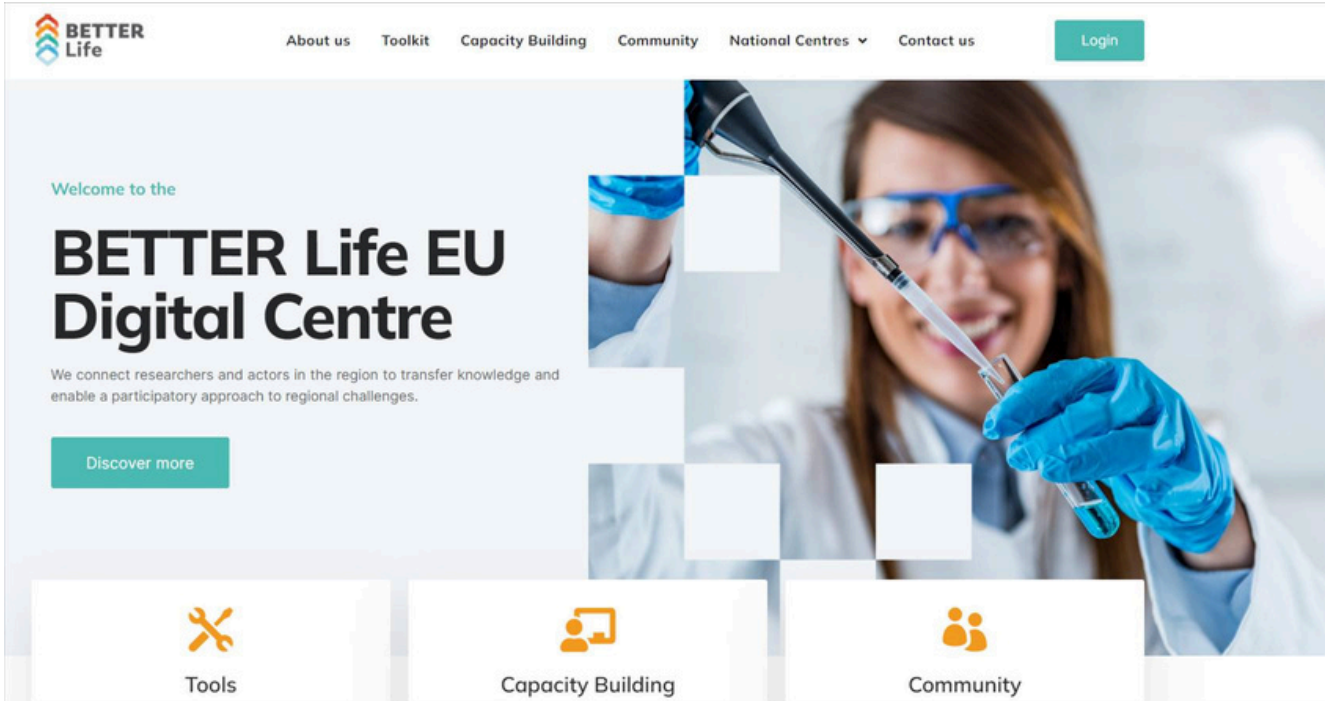 BETTER
Life
About us
Toolkit
Capacity Building
Community
National Centres
Contact us
Login
Welcome to the
BETTER Life EU
Digital Centre
We connect researchers and actors in the region to transfer knowledge and
enable a participatory approach to regional challenges.
Discover more
Tools
Capacity Building
Community